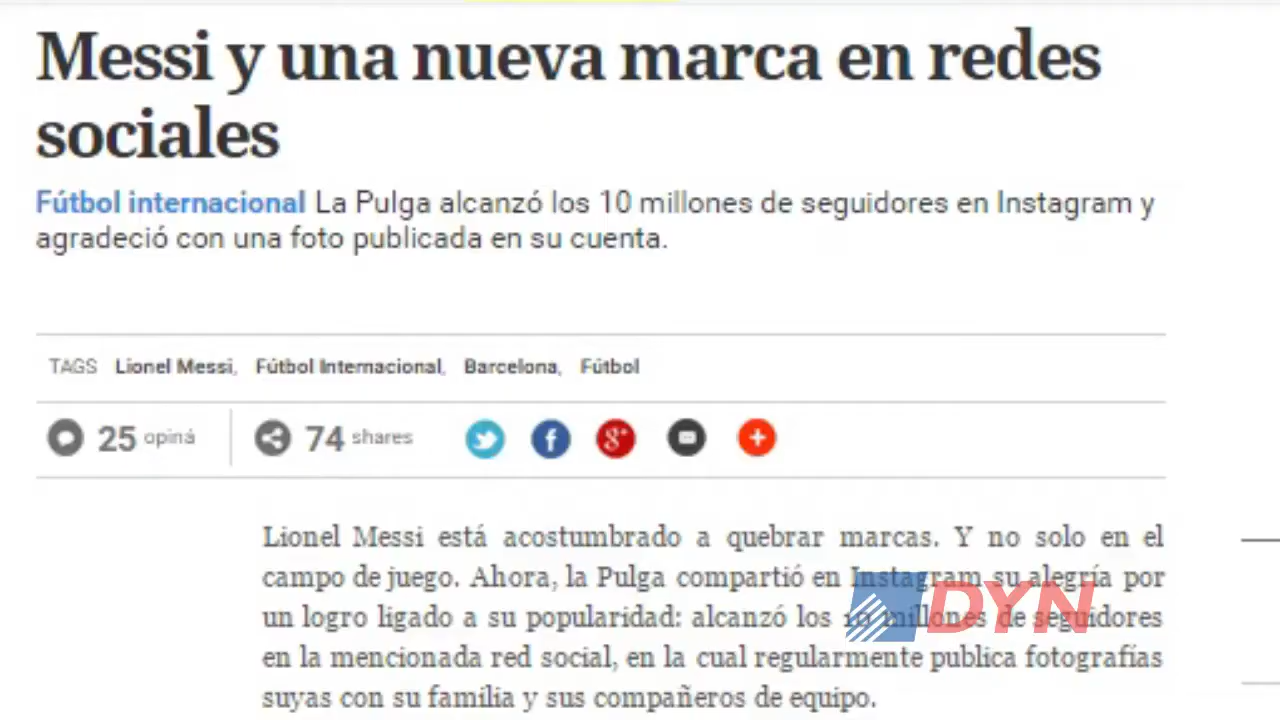 Messi y una nueva marca en redes
sociales
Fútbol internacional La Pulga alcanzó los 10 millones de seguidores en Instagram y
agradeció con una foto publicada en su cuenta.
TAGS Lionel Messi, Fútbol Internacional, Barcelona, Fútbol
25 opiná 74 shares
Lionel Messi está acostumbrado a quebrar marcas. Y no solo en el
campo de juego. Ahora, la Pulga compartió en Instagram su alegría por
un logro ligado a su popularidad: alcanzó los 10 millones de seguidores
en la mencionada red social, en la cual regularmente publica fotografías
suyas con su familia y sus compañeros de equipo.
DYN